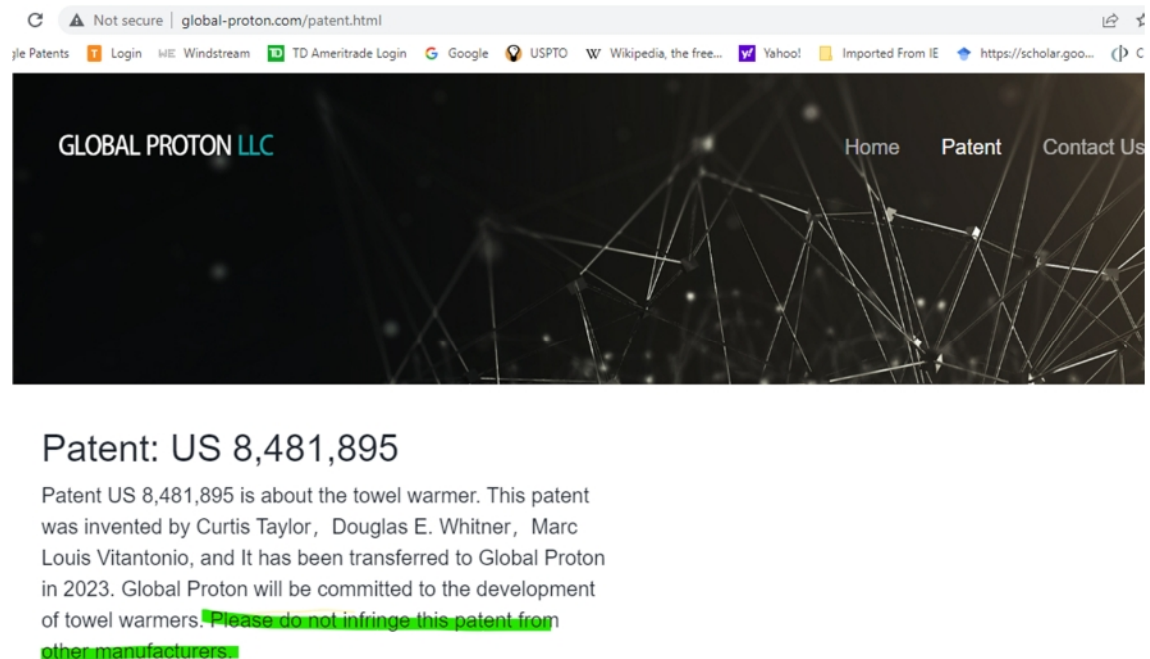 Not secure | global-proton.com/patent.html
gle Patents T Login WE Windstream TD TD Ameritrade Login G Google USPTO W Wikipedia, the free... y! Yahoo! Imported From IE https://scholar.goo... C
GLOBAL PROTON LLC
Home Patent Contact Us
Patent: US 8,481,895
Patent US 8,481,895 is about the towel warmer. This patent
was invented by Curtis Taylor，Douglas E. Whitner，Marc
Louis Vitantonio, and It has been transferred to Global Proton
in 2023. Global Proton will be committed to the development
of towel warmers. Please do not infringe this patent from
other manufacturers.